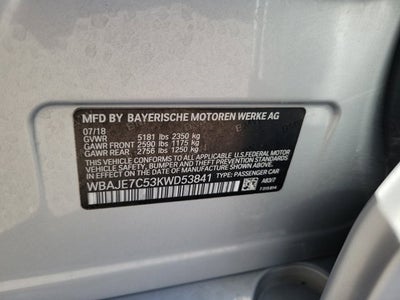 MFD BY BAYERISCHE MOTOREN WERKE AG
07/18
GVWR 5181 lbs 2350 kg
GAWR FRONT 2590 lbs 1175 kg
GAWR REAR 2756 lbs 1250 kg
THIS VEHICLE CONFORMS TO ALL APPLICABLE U.S. FEDERAL MOTOR
VEHICLE SAFETY, BUMPER AND THEFT PREVENTION STANDARDS IN
EFFECT ON THE DATE OF MANUFACTURE SHOWN ABOVE.
WBAJE7C53KWD53841 TYPE: PASSENGER CAR